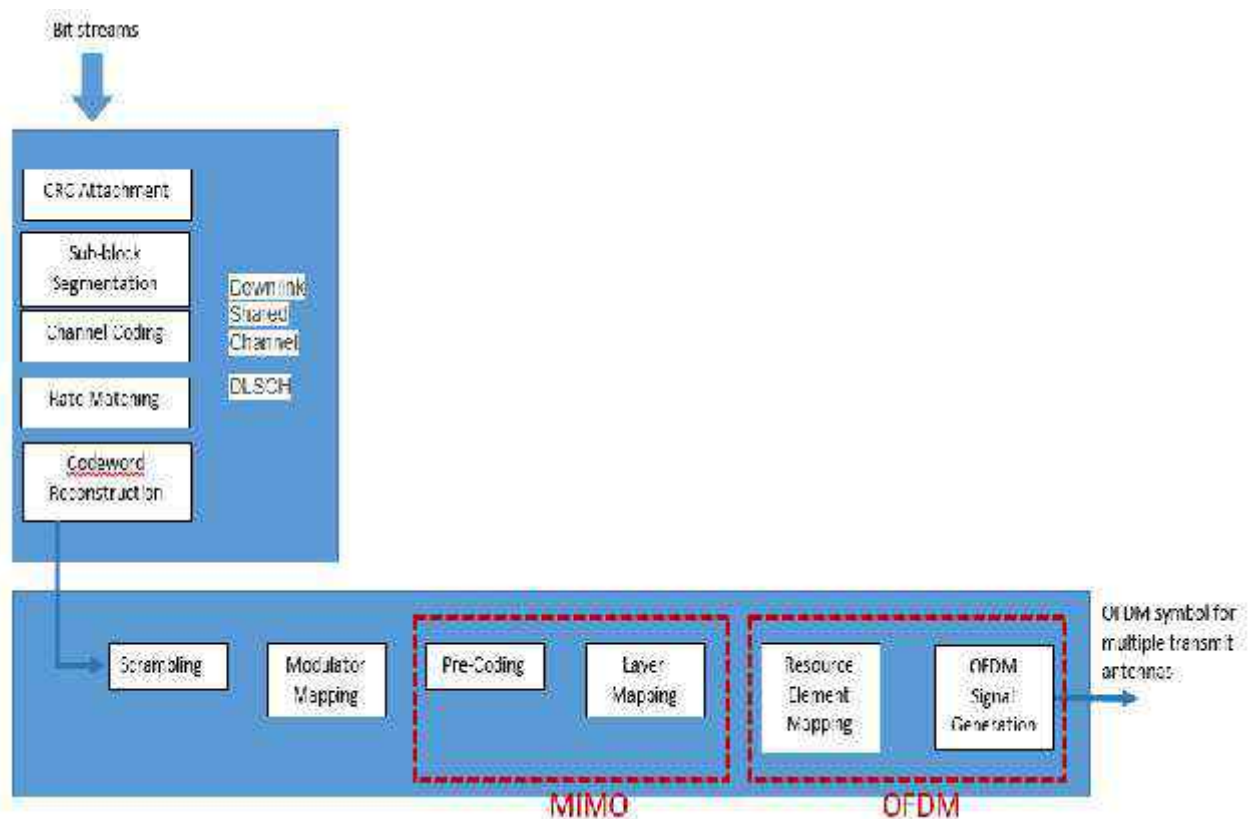 Bit streams
CRC Attachment
Sub-block
Segmentation
Channel Coding
Rate Matching
Codeword
Reconstruction
Downlink
Shared
Channel
DLSCH
Scrambling
Modulator
Mapping
Pre-Coding
Layer
Mapping
Resource
Element
Mapping
OFDM
Signal
Generation
OFDM symbol for
multiple transmit
antennas
MIMO
OFDM